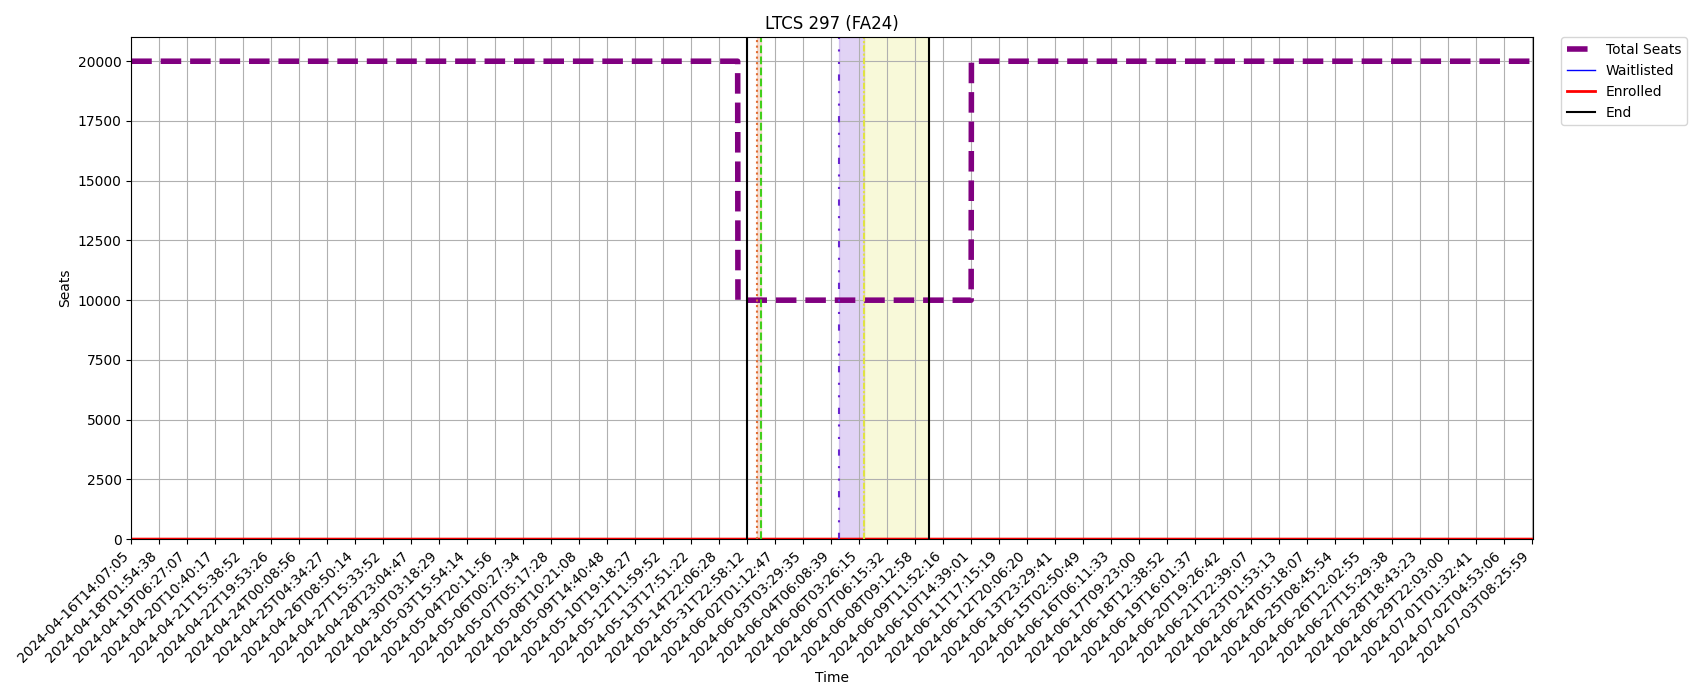 LTCS 297 (FA24)
Total Seats
Waitlisted
Enrolled
End
Seats
20000
17500
15000
12500
10000
7500
5000
2500
0
2024-04-16T14:07:05
2024-04-18T01:54:38
2024-04-19T06:27:07
2024-04-20T10:40:17
2024-04-21T15:38:52
2024-04-22T19:53:26
2024-04-24T00:08:56
2024-04-25T04:34:27
2024-04-26T08:50:14
2024-04-27T15:33:52
2024-04-28T23:04:47
2024-04-30T03:18:29
2024-05-03T15:54:14
2024-05-04T20:11:56
2024-05-06T00:27:34
2024-05-07T05:17:28
2024-05-08T10:21:08
2024-05-09T14:40:48
2024-05-10T19:18:27
2024-05-12T11:59:52
2024-05-13T17:51:22
2024-05-14T22:06:28
2024-05-31T22:58:12
2024-06-02T01:12:47
2024-06-03T03:29:35
2024-06-04T06:08:39
2024-06-06T03:26:15
2024-06-07T06:15:32
2024-06-08T09:12:58
2024-06-09T11:52:16
2024-06-10T14:39:01
2024-06-11T17:15:19
2024-06-12T20:06:20
2024-06-13T23:29:41
2024-06-15T02:50:49
2024-06-16T06:11:33
2024-06-17T09:23:00
2024-06-18T12:38:52
2024-06-19T16:01:37
2024-06-20T19:26:42
2024-06-21T22:39:07
2024-06-23T01:53:13
2024-06-24T05:18:07
2024-06-25T08:45:54
2024-06-26T12:02:55
2024-06-27T15:29:38
2024-06-28T18:43:23
2024-06-29T22:03:00
2024-07-01T01:32:41
2024-07-02T04:53:06
2024-07-03T08:25:59
Time